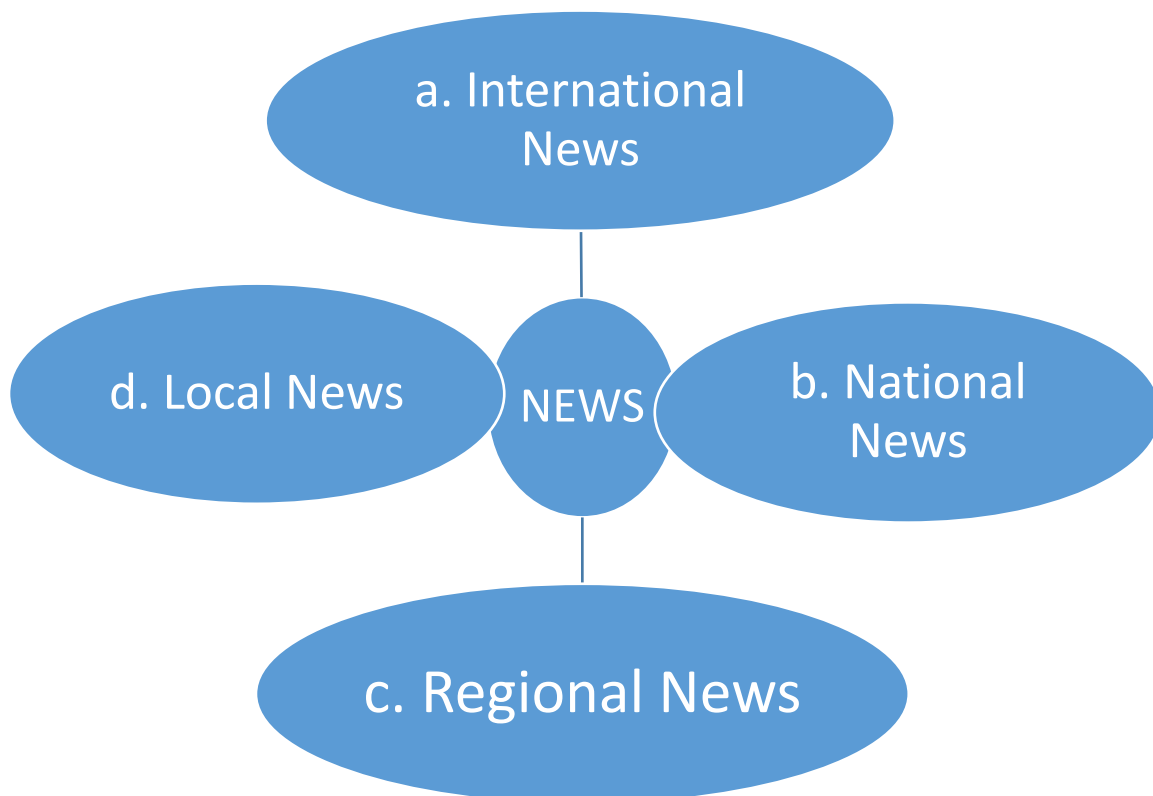 a. International
News
d. Local News
NEWS
b. National
News
c. Regional News